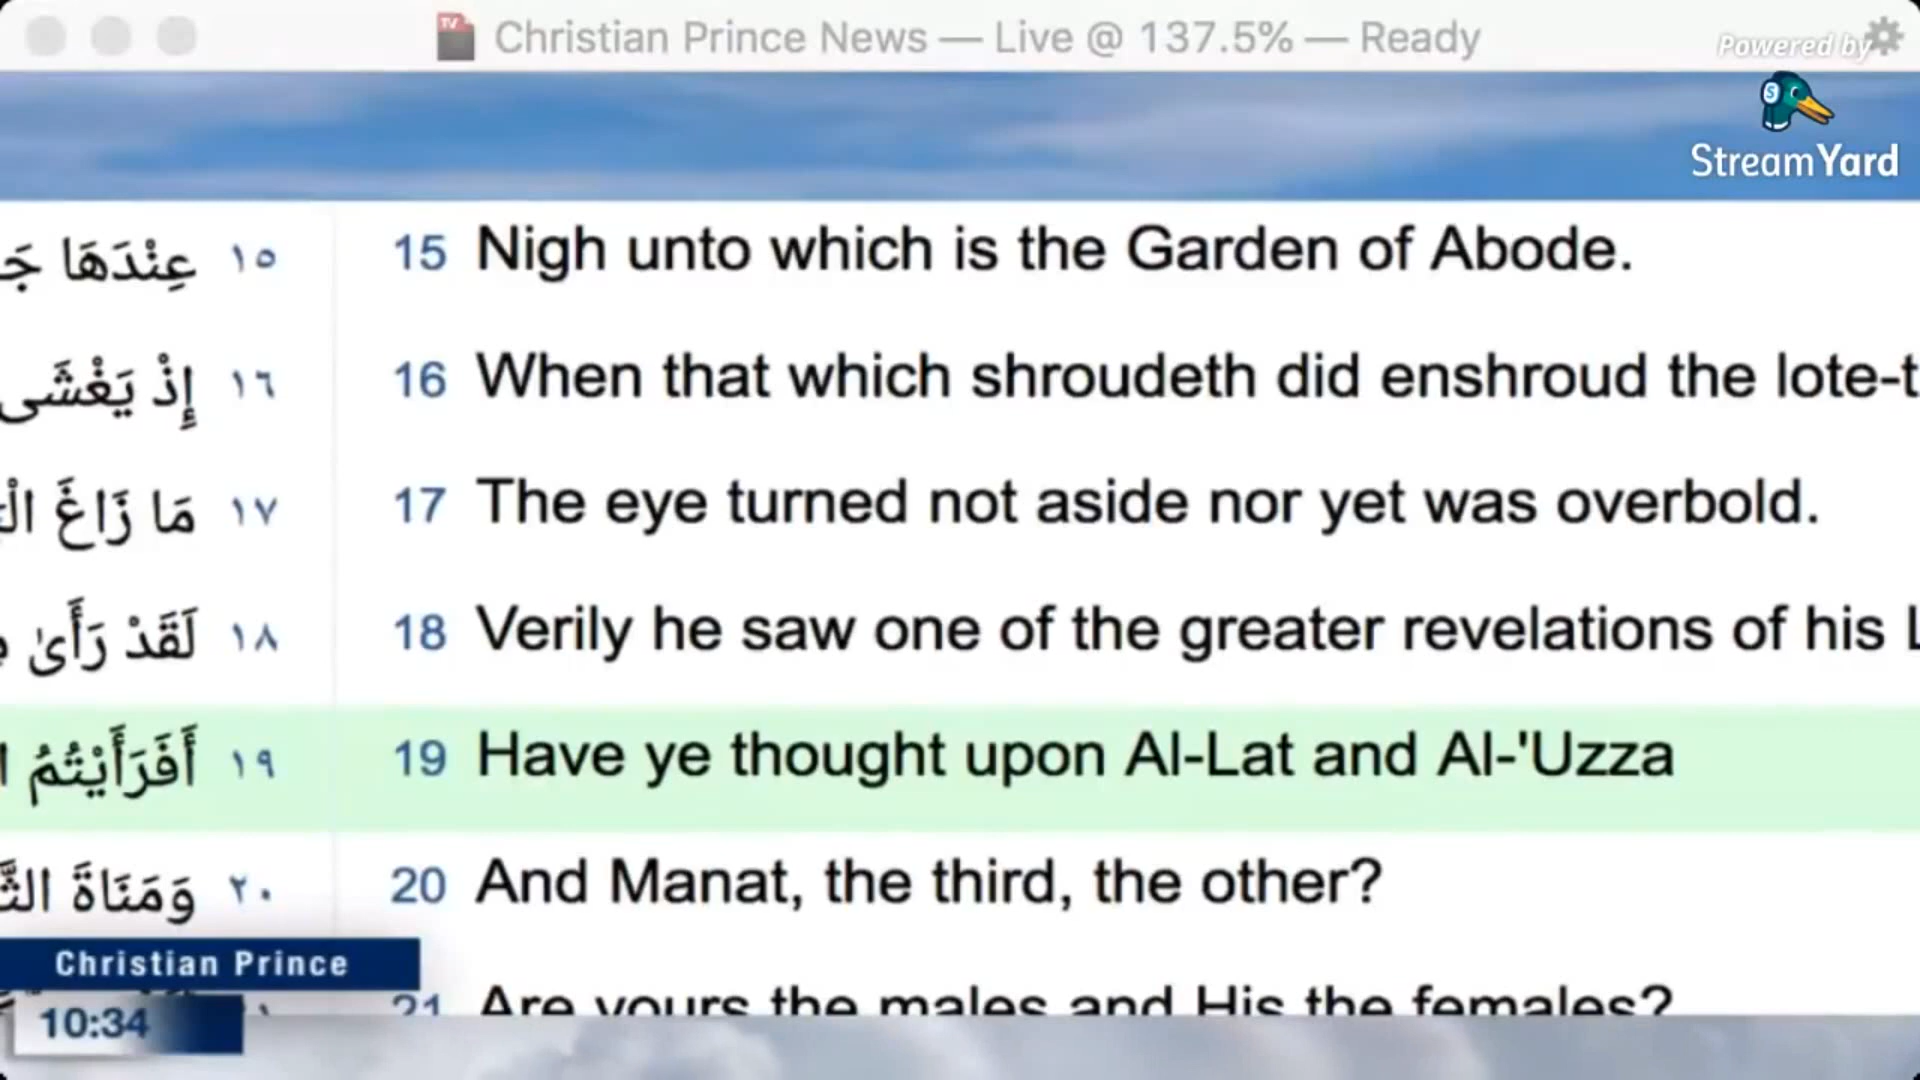 Christian Prince News — Live @ 137.5% — Ready
Powered by
StreamYard
عِنْدَهَا ١٥
15 Nigh unto which is the Garden of Abode.
إِذْ يَغْشَى ١٦
16 When that which shroudeth did enshroud the
مَا زَاغَ ١٧
17 The eye turned not aside nor yet was overbold.
لَقَدْ رَأَىٰ ١٨
18 Verily he saw one of the greater revelations of his
أَفَرَأَيْتُمُ ١٩
19 Have ye thought upon Al-Lat and Al-'Uzza
وَمَنَاةَ ٢٠
20 And Manat, the third, the other?
Christian Prince
21 Are yours the males and His the females?
10:34